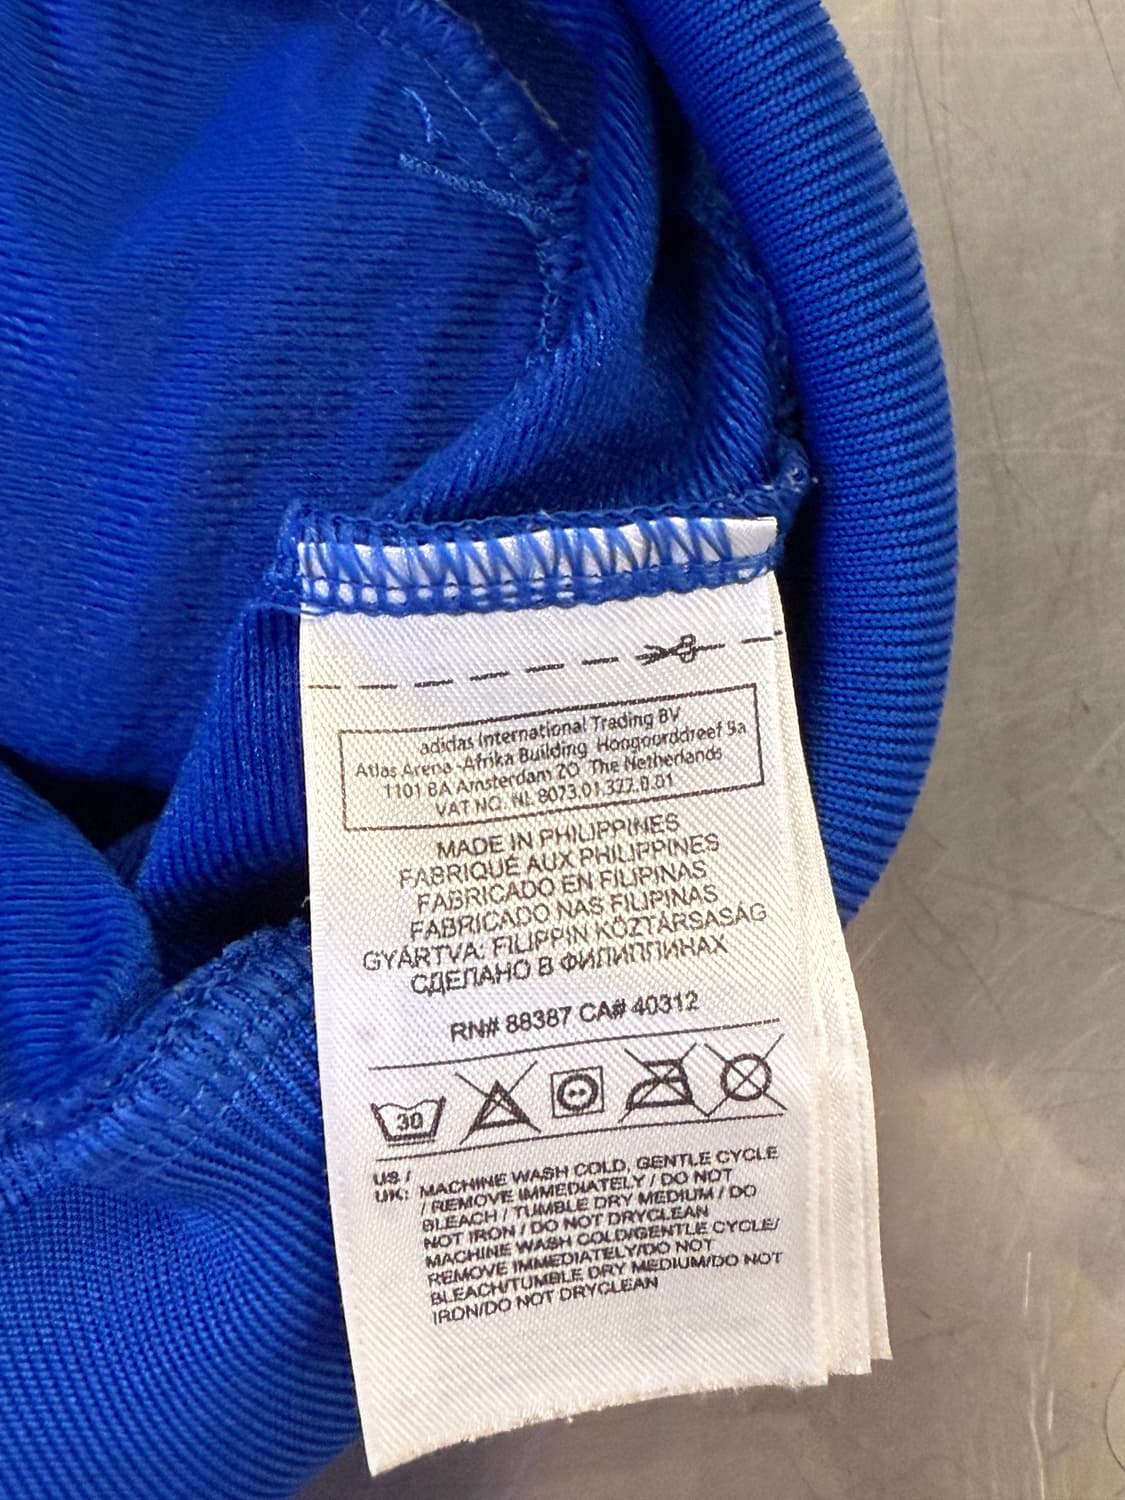 adidas International Trading BV
Atlas Arena -Afrika Building Hoogoorddreef 9a
1101 BA Amsterdam ZO The Netherlands
VAT NO. NL 8073.01.377.B.01
MADE IN PHILIPPINES
FABRIQUÉ AUX PHILIPPINES
FABRICADO EN FILIPINAS
FABRICADO NAS FILIPINAS
GYÁRTVA: FILIPPIN KÖZTÁRSASÁG
СДЕЛАНО В ФИЛИППИНАХ
RN# 88387 CA# 40312
30
US /
UK: MACHINE WASH COLD, GENTLE CYCLE
/ REMOVE IMMEDIATELY / DO NOT
BLEACH / TUMBLE DRY MEDIUM / DO
NOT IRON / DO NOT DRYCLEAN
MACHINE WASH COLD/GENTLE CYCLE/
REMOVE IMMEDIATELY/DO NOT
BLEACH/TUMBLE DRY MEDIUM/DO NOT
IRON/DO NOT DRYCLEAN